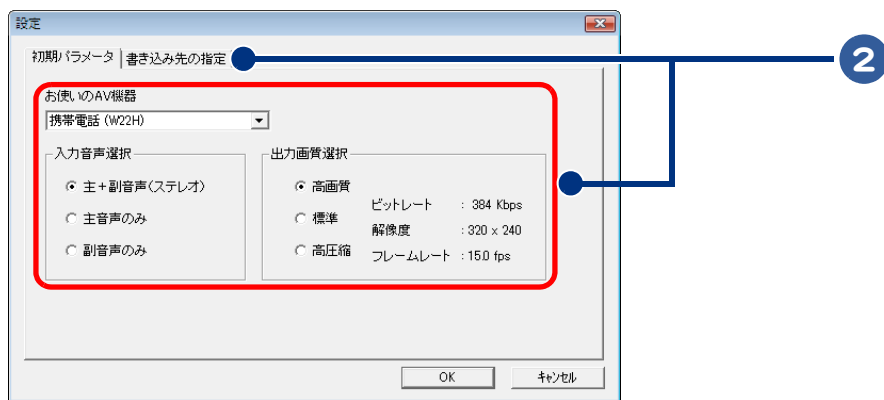 設定
初期パラメータ 書き込み先の指定
2
お使いのAV機器
携帯電話 (W22H)
入力音声選択
主+副音声(ステレオ)
主音声のみ
副音声のみ
出力画質選択
高画質
標準
高圧縮
ビットレート : 384 Kbps
解像度 : 320 x 240
フレームレート : 15.0 fps
OK キャンセル